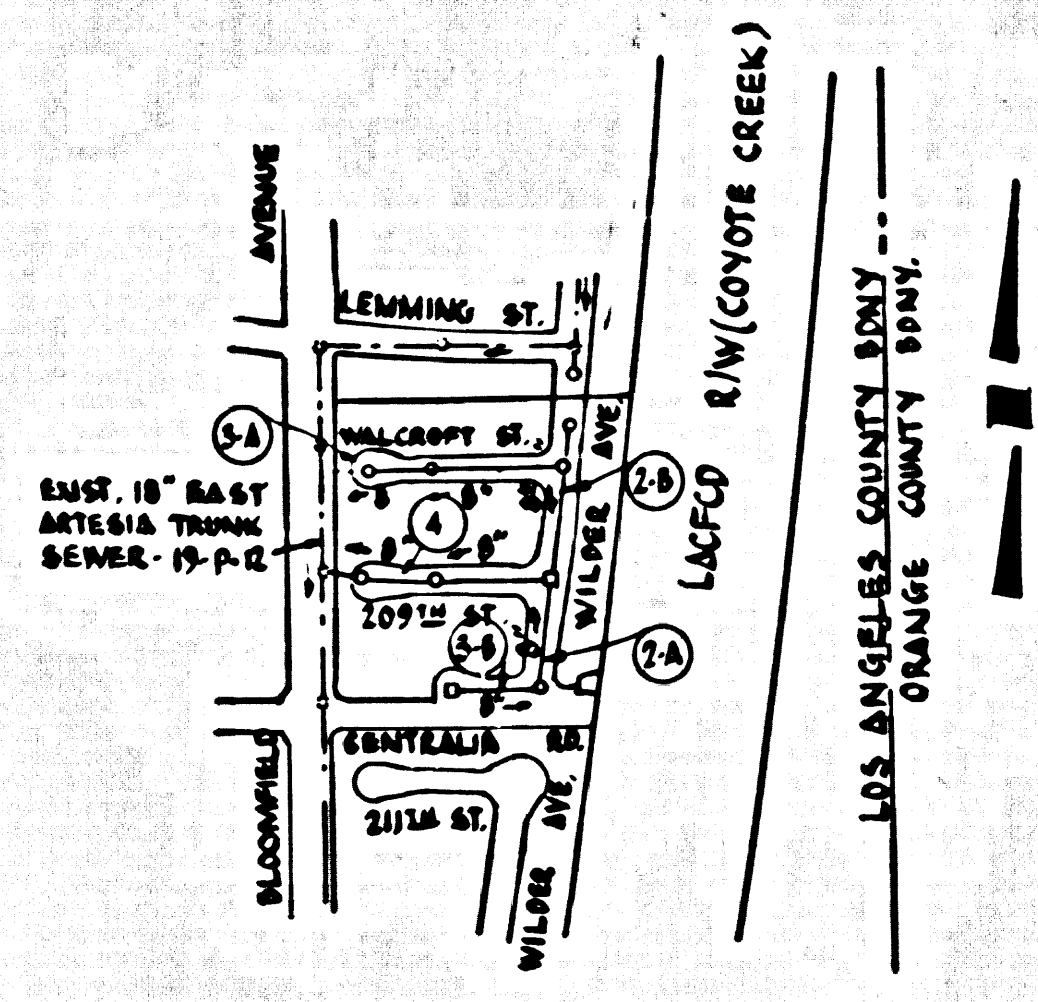 AVENUE
R/W (COYOTE CREEK)
LEMMING ST.
3-A
WALCROFT ST.
AVE.
2-B
EXIST. 18" EAST
ARTESIA TRUNK
SEWER - 19-P-12
8"
4
8" 8"
LACFCD
WILDER
209TH ST.
3-B
8"
2-A
8"
CENTRALIA RD.
BLOOMFIELD
211TH ST.
AVE.
WILDER
LOS ANGELES COUNTY BDNY
ORANGE COUNTY BDNY.